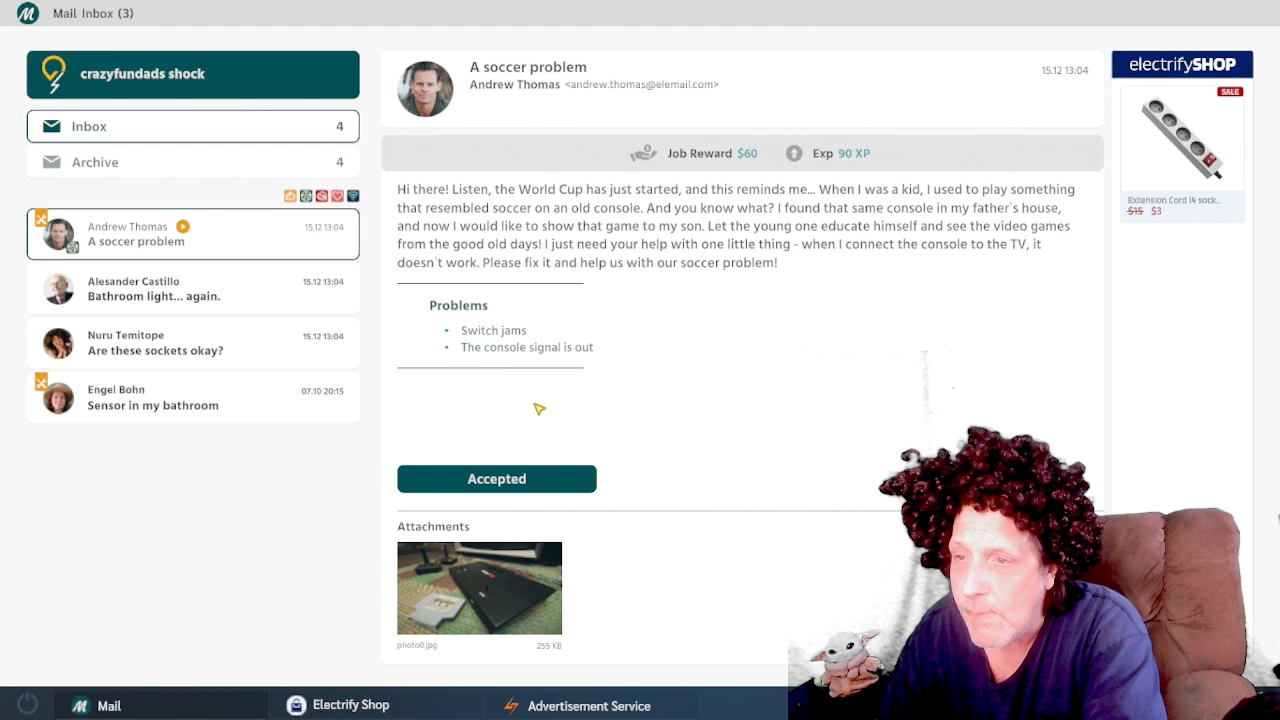 Mail Inbox (3)
crazyfundads shock
Inbox 4
Archive 4
Andrew Thomas 15.12 13:04
A soccer problem
Alesander Castillo 15.12 13:04
Bathroom light... again.
Nuru Temitope 15.12 13:04
Are these sockets okay?
Engel Bohn 07.10 20:15
Sensor in my bathroom
A soccer problem 15.12 13:04
Andrew Thomas <andrew.thomas@elemail.com>
Job Reward $60 Exp 90 XP
Hi there! Listen, the World Cup has just started, and this reminds me... When I was a kid, I used to play something
that resembled soccer on an old console. And you know what? I found that same console in my father's house,
and now I would like to show that game to my son. Let the young one educate himself and see the video games
from the good old days! I just need your help with one little thing - when I connect the console to the TV, it
doesn't work. Please fix it and help us with our soccer problem!
Problems
• Switch jams
• The console signal is out
Accepted
Attachments
photo0.jpg 255 KB
electrifySHOP
SALE
Extension Cord (4 sock..
$15 $3
Mail
Electrify Shop
Advertisement Service